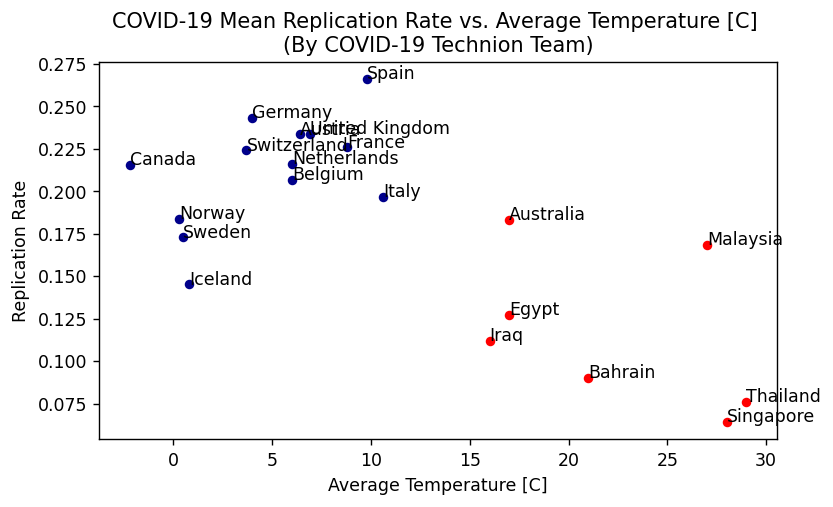 COVID-19 Mean Replication Rate vs. Average Temperature [C]
(By COVID-19 Technion Team)
0.275
Spain
0.250
Germany
Austria
United Kingdom
0.225
France
Switzerland
Netherlands
Canada
Belgium
0.200
Italy
Norway
Australia
0.175
Sweden
Malaysia
0.150
Iceland
0.125
Egypt
Iraq
0.100
Bahrain
0.075
Thailand
Singapore
Replication Rate
0 5 10 15 20 25 30
Average Temperature [C]